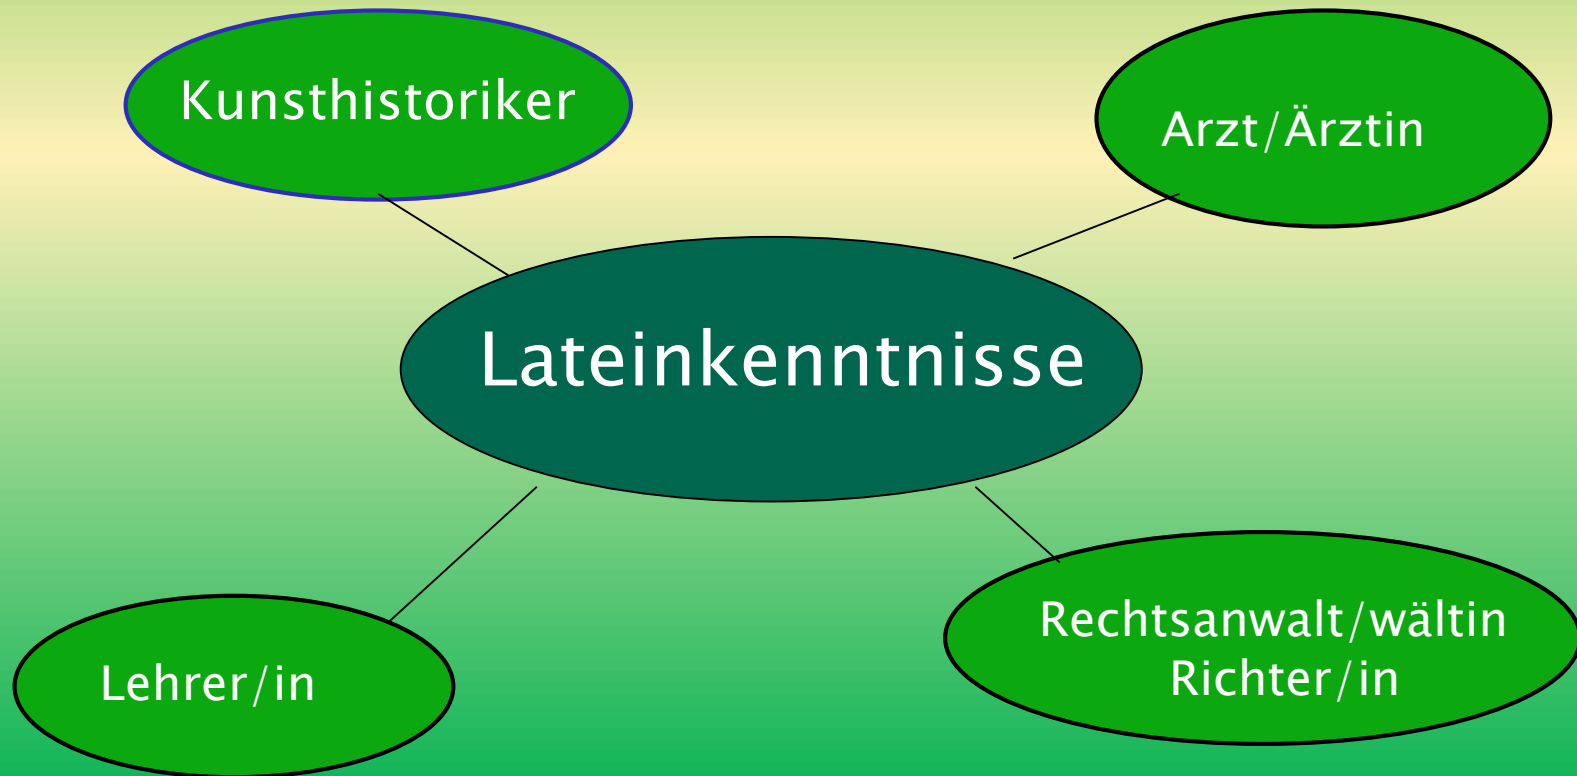 Kunsthistoriker
Arzt/Ärztin
Lateinkenntnisse
Lehrer/in
Rechtsanwalt/wältin
Richter/in